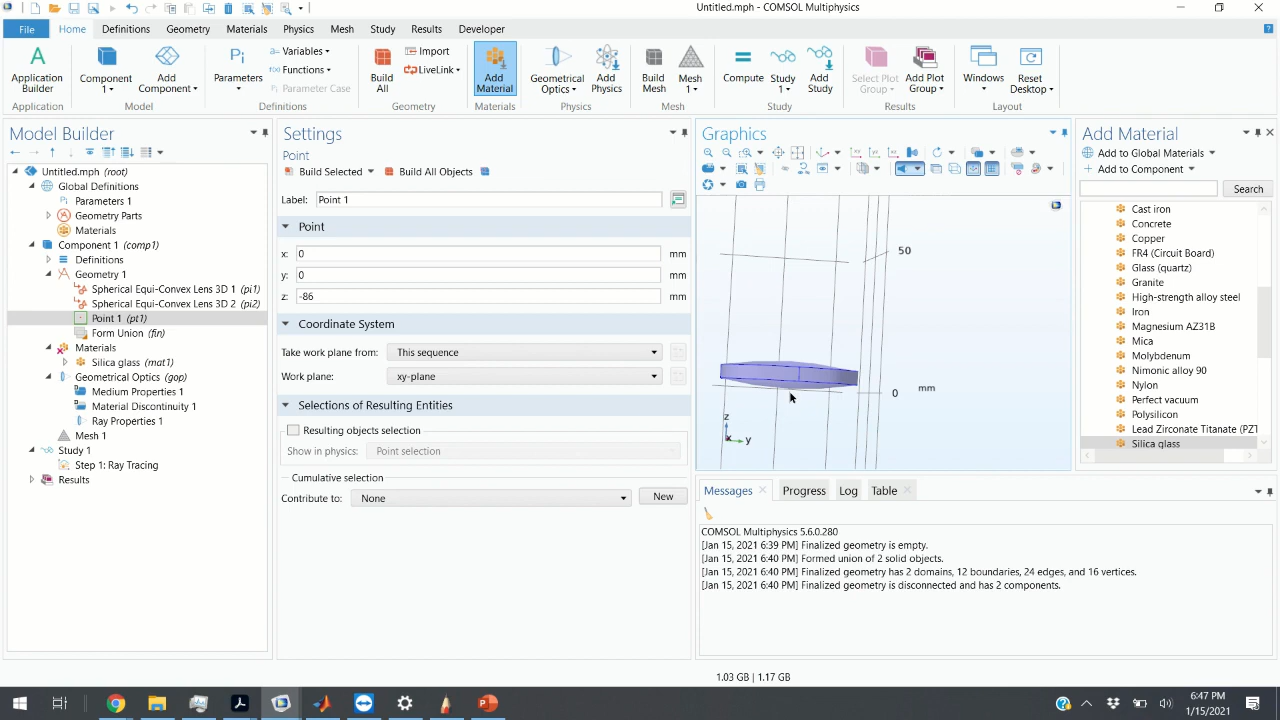 Untitled.mph - COMSOL Multiphysics
File Home Definitions Geometry Materials Physics Mesh Study Results Developer
Application Builder
Component 1
Add Component
Parameters
Variables
Functions
Parameter Case
Build All
Import
LiveLink
Add Material
Geometrical Optics
Add Physics
Build Mesh
Mesh 1
Compute
Study 1
Add Study
Select Plot Group
Add Plot Group
Windows
Reset Desktop
Application Model Definitions Geometry Materials Physics Mesh Study Results Layout
Model Builder
Untitled.mph (root)
Global Definitions
Parameters 1
Geometry Parts
Materials
Component 1 (comp1)
Definitions
Geometry 1
Spherical Equi-Convex Lens 3D 1 (pi1)
Spherical Equi-Convex Lens 3D 2 (pi2)
Point 1 (pt1)
Form Union (fin)
Materials
Silica glass (mat1)
Geometrical Optics (gop)
Medium Properties 1
Material Discontinuity 1
Ray Properties 1
Mesh 1
Study 1
Step 1: Ray Tracing
Results
Settings
Point
Build Selected Build All Objects
Label: Point 1
Point
x: 0 mm
y: 0 mm
z: -86 mm
Coordinate System
Take work plane from: This sequence
Work plane: xy-plane
Selections of Resulting Entities
Resulting objects selection
Show in physics: Point selection
Cumulative selection
Contribute to: None New
Graphics
50
0
mm
z
x y
Add Material
Add to Global Materials
Add to Component
Search
Cast iron
Concrete
Copper
FR4 (Circuit Board)
Glass (quartz)
Granite
High-strength alloy steel
Iron
Magnesium AZ31B
Mica
Molybdenum
Nimonic alloy 90
Nylon
Perfect vacuum
Polysilicon
Lead Zirconate Titanate (PZT
Silica glass
Messages Progress Log Table
COMSOL Multiphysics 5.6.0.280
[Jan 15, 2021 6:39 PM] Finalized geometry is empty.
[Jan 15, 2021 6:40 PM] Formed union of 2 solid objects.
[Jan 15, 2021 6:40 PM] Finalized geometry has 2 domains, 12 boundaries, 24 edges, and 16 vertices.
[Jan 15, 2021 6:40 PM] Finalized geometry is disconnected and has 2 components.
1.03 GB | 1.17 GB
6:47 PM
1/15/2021